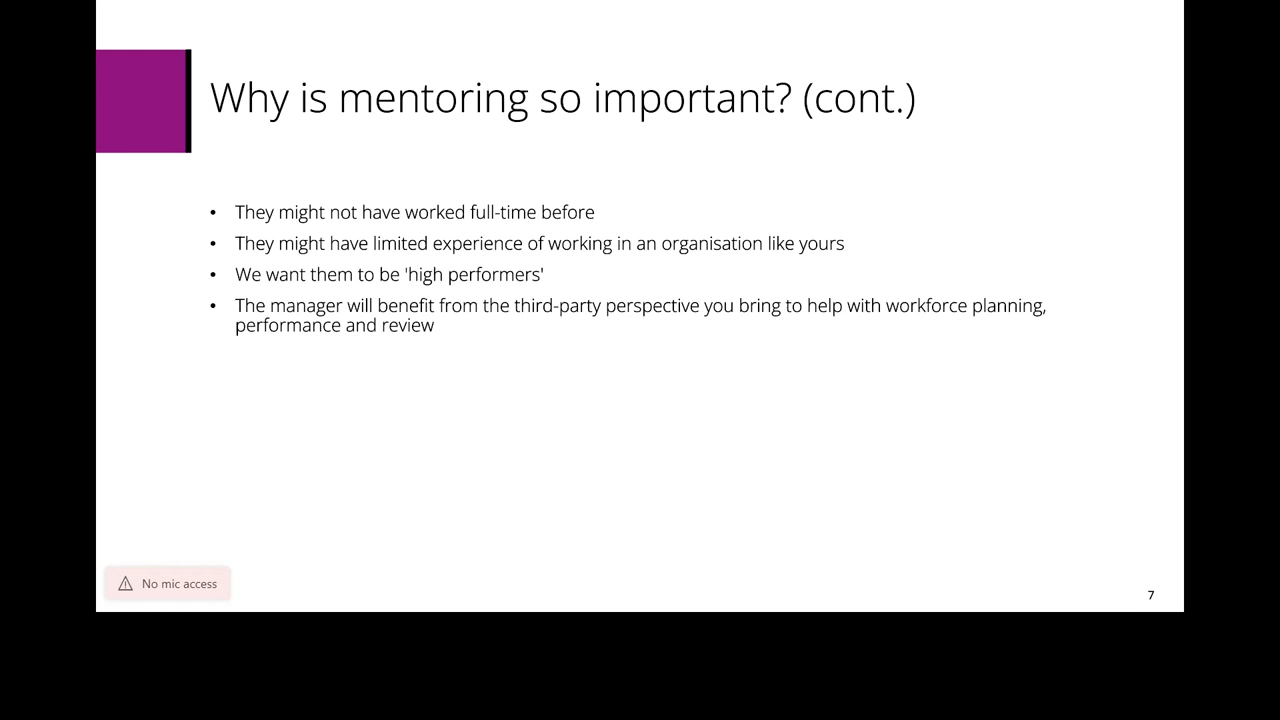 Why is mentoring so important? (cont.)
• They might not have worked full-time before
• They might have limited experience of working in an organisation like yours
• We want them to be 'high performers'
• The manager will benefit from the third-party perspective you bring to help with workforce planning,
performance and review
No mic access
7